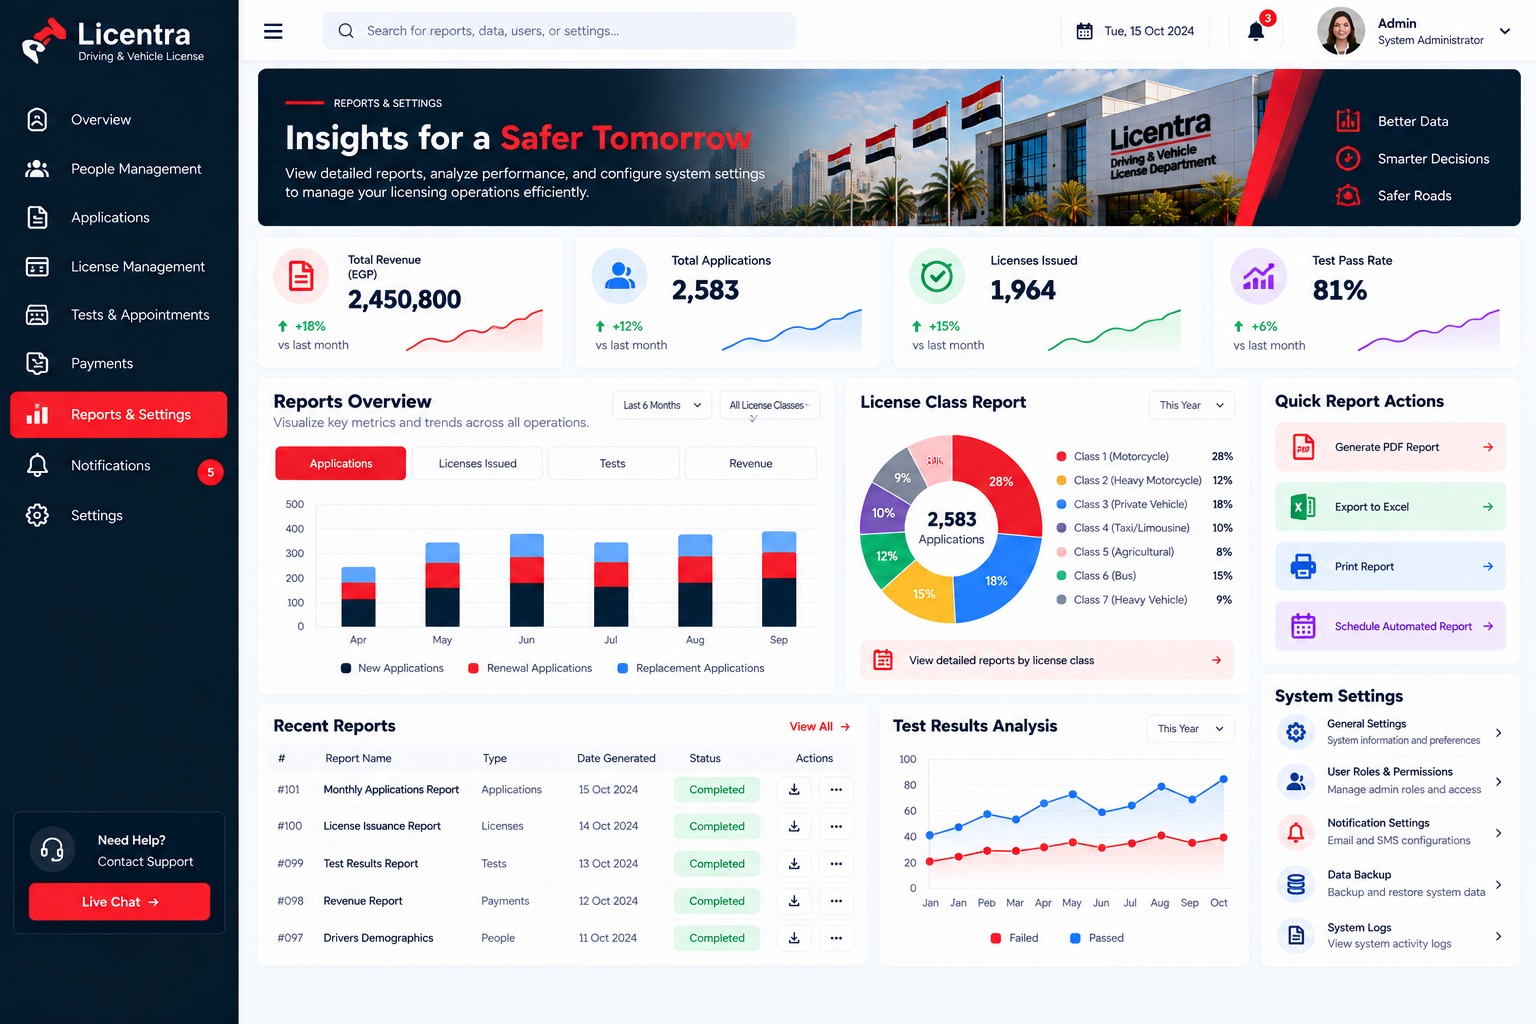 Licentra
Driving & Vehicle License
Overview
People Management
Applications
License Management
Tests & Appointments
Payments
Reports & Settings
Notifications
5
Settings
Need Help?
Contact Support
Live Chat →
Search for reports, data, users, or settings...
Tue, 15 Oct 2024
3
Admin
System Administrator
REPORTS & SETTINGS
Insights for a Safer Tomorrow
View detailed reports, analyze performance, and configure system settings
to manage your licensing operations efficiently.
Licentra
Driving & Vehicle
License Department
Better Data
Smarter Decisions
Safer Roads
Total Revenue
(EGP)
2,450,800
+18%
vs last month
Total Applications
2,583
+12%
vs last month
Licenses Issued
1,964
+15%
vs last month
Test Pass Rate
81%
+6%
vs last month
Reports Overview
Visualize key metrics and trends across all operations.
Last 6 Months
All License Classes
Applications
Licenses Issued
Tests
Revenue
500
400
300
200
100
0
Apr May Jun Jul Aug Sep
New Applications Renewal Applications Replacement Applications
License Class Report
This Year
28%
18%
15%
12%
10%
9%
2,583
Applications
Class 1 (Motorcycle) 28%
Class 2 (Heavy Motorcycle) 12%
Class 3 (Private Vehicle) 18%
Class 4 (Taxi/Limousine) 10%
Class 5 (Agricultural) 8%
Class 6 (Bus) 15%
Class 7 (Heavy Vehicle) 9%
View detailed reports by license class →
Quick Report Actions
PDF
Generate PDF Report →
X
Export to Excel →
Print Report →
Schedule Automated Report →
Recent Reports
View All →
# Report Name Type Date Generated Status Actions
#101 Monthly Applications Report Applications 15 Oct 2024 Completed
#100 License Issuance Report Licenses 14 Oct 2024 Completed
#099 Test Results Report Tests 13 Oct 2024 Completed
#098 Revenue Report Payments 12 Oct 2024 Completed
#097 Drivers Demographics People 11 Oct 2024 Completed
Test Results Analysis
This Year
100
80
60
40
20
0
Jan Jan Peb Mar Apr May Jun Jul Aug Sep Oct
Failed Passed
System Settings
General Settings
System information and preferences
User Roles & Permissions
Manage admin roles and access
Notification Settings
Email and SMS configurations
Data Backup
Backup and restore system data
System Logs
View system activity logs